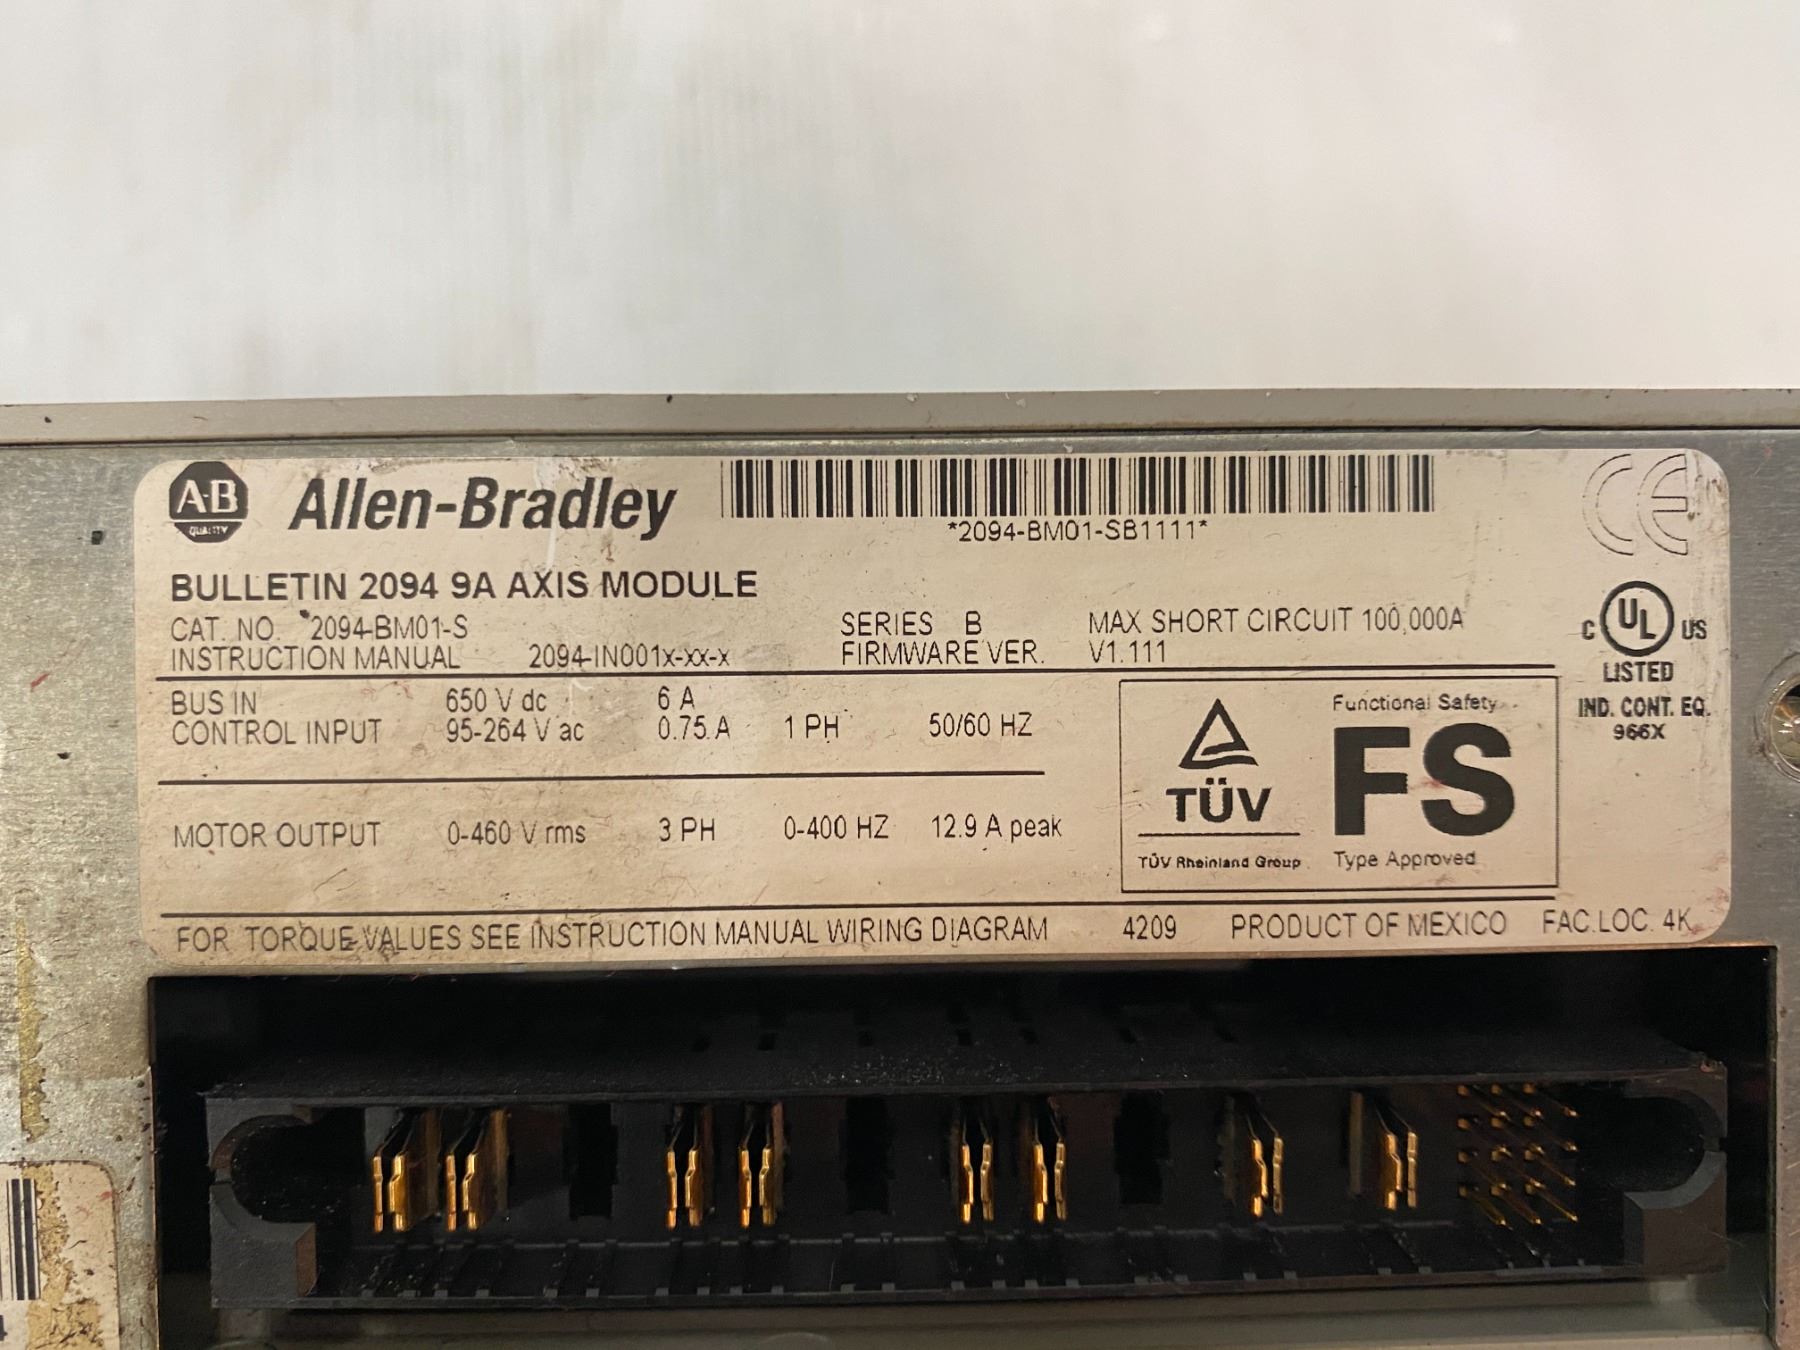 A-B
QUALITY
Allen-Bradley
*2094-BM01-SB1111*
CE
BULLETIN 2094 9A AXIS MODULE
CAT. NO. 2094-BM01-S SERIES B MAX SHORT CIRCUIT 100,000A
INSTRUCTION MANUAL 2094-IN001x-xx-x FIRMWARE VER. V1.111
C UL US
LISTED
IND. CONT. EQ.
966X
BUS IN 650 V dc 6 A
CONTROL INPUT 95-264 V ac 0.75 A 1 PH 50/60 HZ
MOTOR OUTPUT 0-460 V rms 3 PH 0-400 HZ 12.9 A peak
TÜV
TÜV Rheinland Group
Functional Safety
FS
Type Approved
FOR TORQUE VALUES SEE INSTRUCTION MANUAL WIRING DIAGRAM 4209 PRODUCT OF MEXICO FAC.LOC. 4K